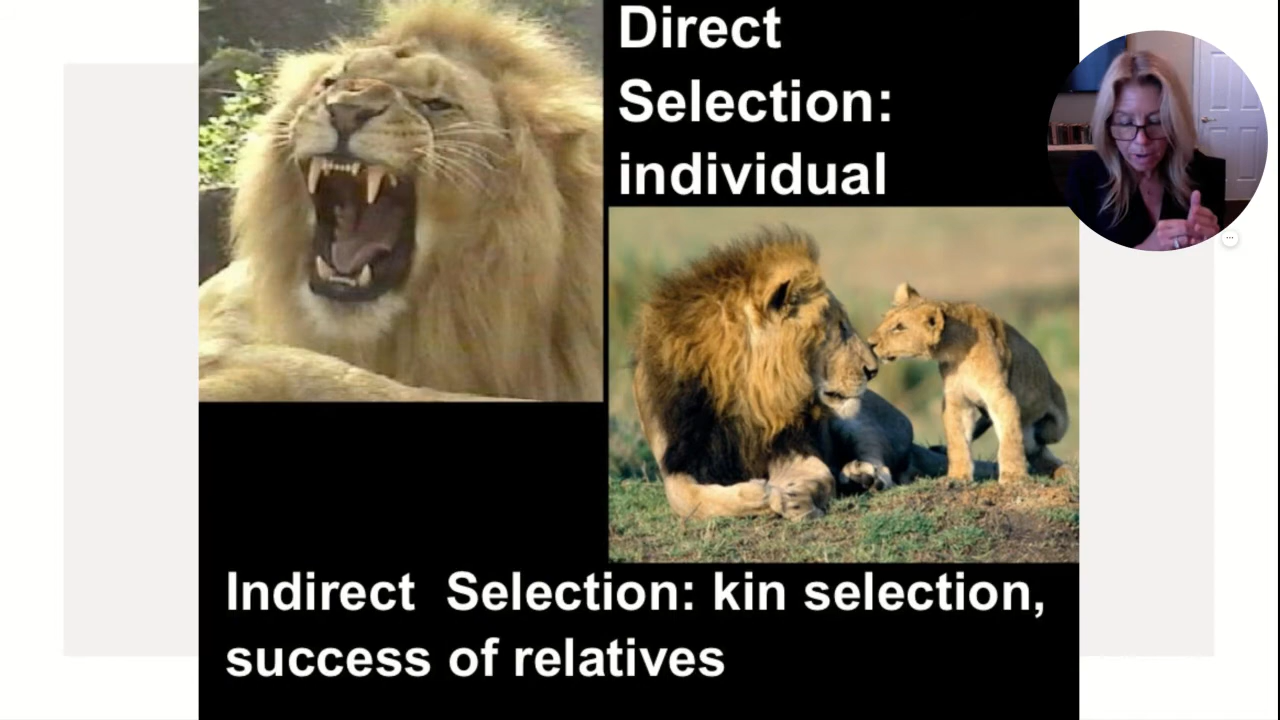 Direct
Selection:
individual
Indirect  Selection: kin selection,
success of relatives